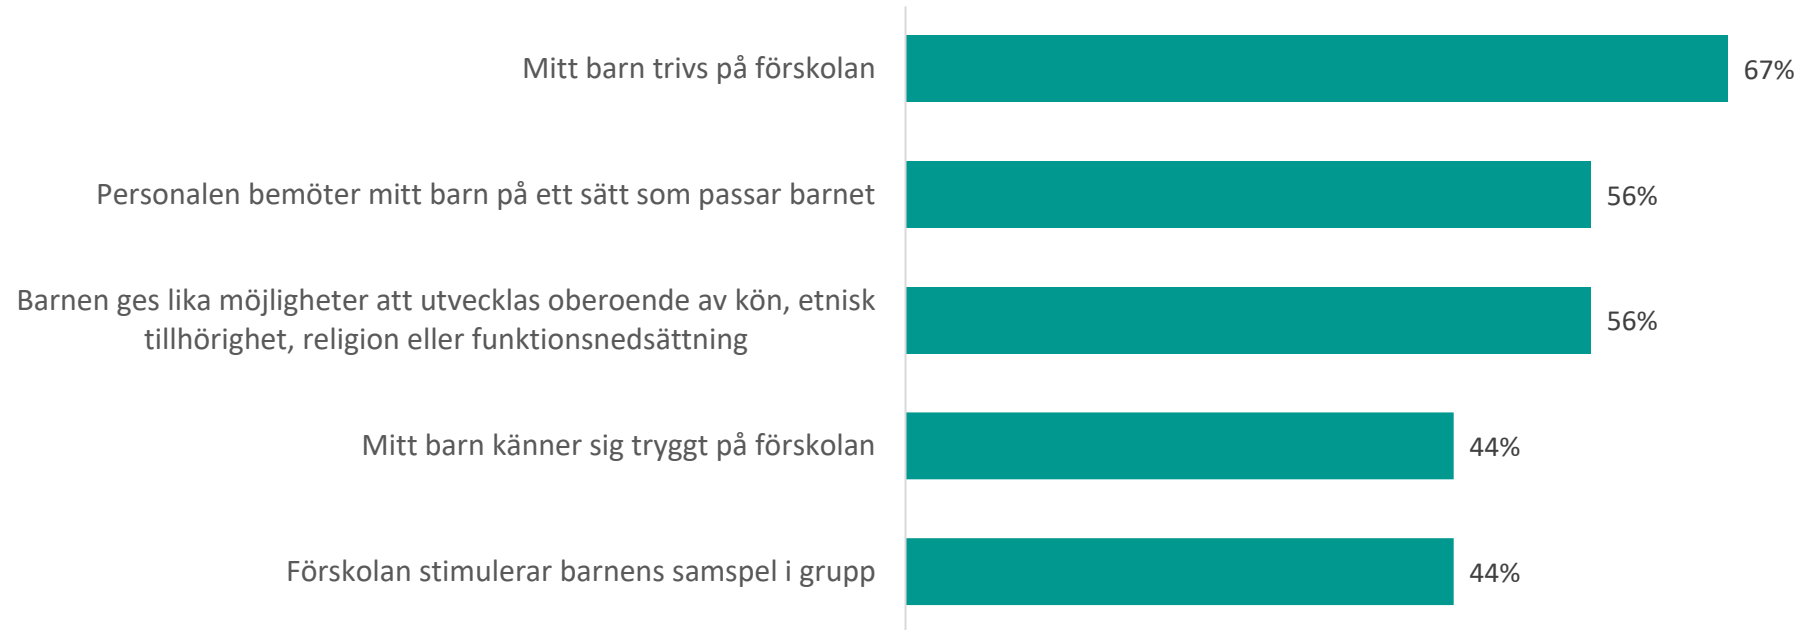 Mitt barn trivs på förskolan
67%
Personalen bemöter mitt barn på ett sätt som passar barnet
56%
Barnen ges lika möjligheter att utvecklas oberoende av kön, etnisk
tillhörighet, religion eller funktionsnedsättning
56%
Mitt barn känner sig tryggt på förskolan
44%
Förskolan stimulerar barnens samspel i grupp
44%